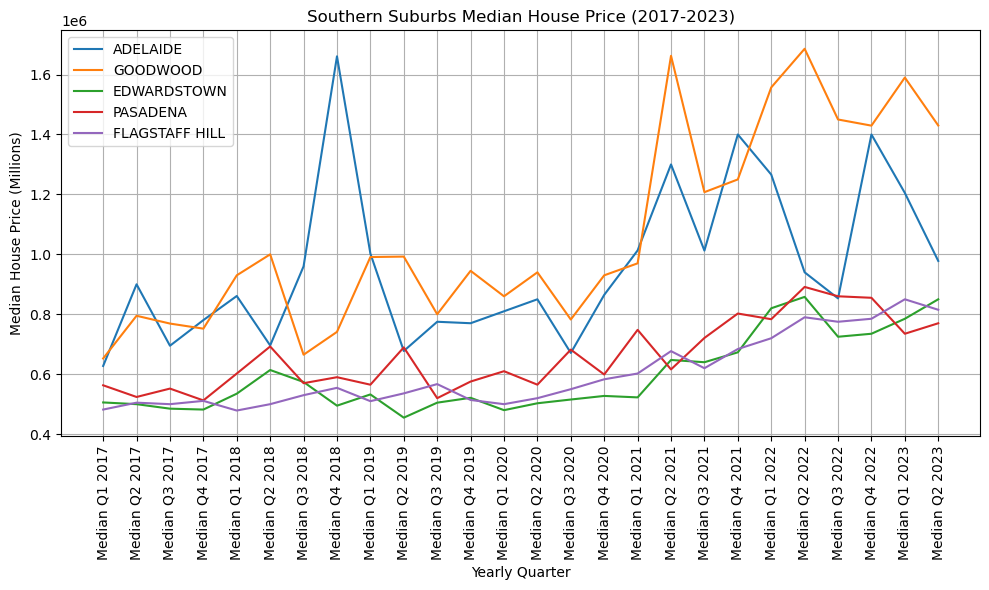 Southern Suburbs Median House Price (2017-2023)
1e6
ADELAIDE
GOODWOOD
EDWARDSTOWN
PASADENA
FLAGSTAFF HILL
Median House Price (Millions)
1.6
1.4
1.2
1.0
0.8
0.6
0.4
Median Q1 2017
Median Q2 2017
Median Q3 2017
Median Q4 2017
Median Q1 2018
Median Q2 2018
Median Q3 2018
Median Q4 2018
Median Q1 2019
Median Q2 2019
Median Q3 2019
Median Q4 2019
Median Q1 2020
Median Q2 2020
Median Q3 2020
Median Q4 2020
Median Q1 2021
Median Q2 2021
Median Q3 2021
Median Q4 2021
Median Q1 2022
Median Q2 2022
Median Q3 2022
Median Q4 2022
Median Q1 2023
Median Q2 2023
Yearly Quarter